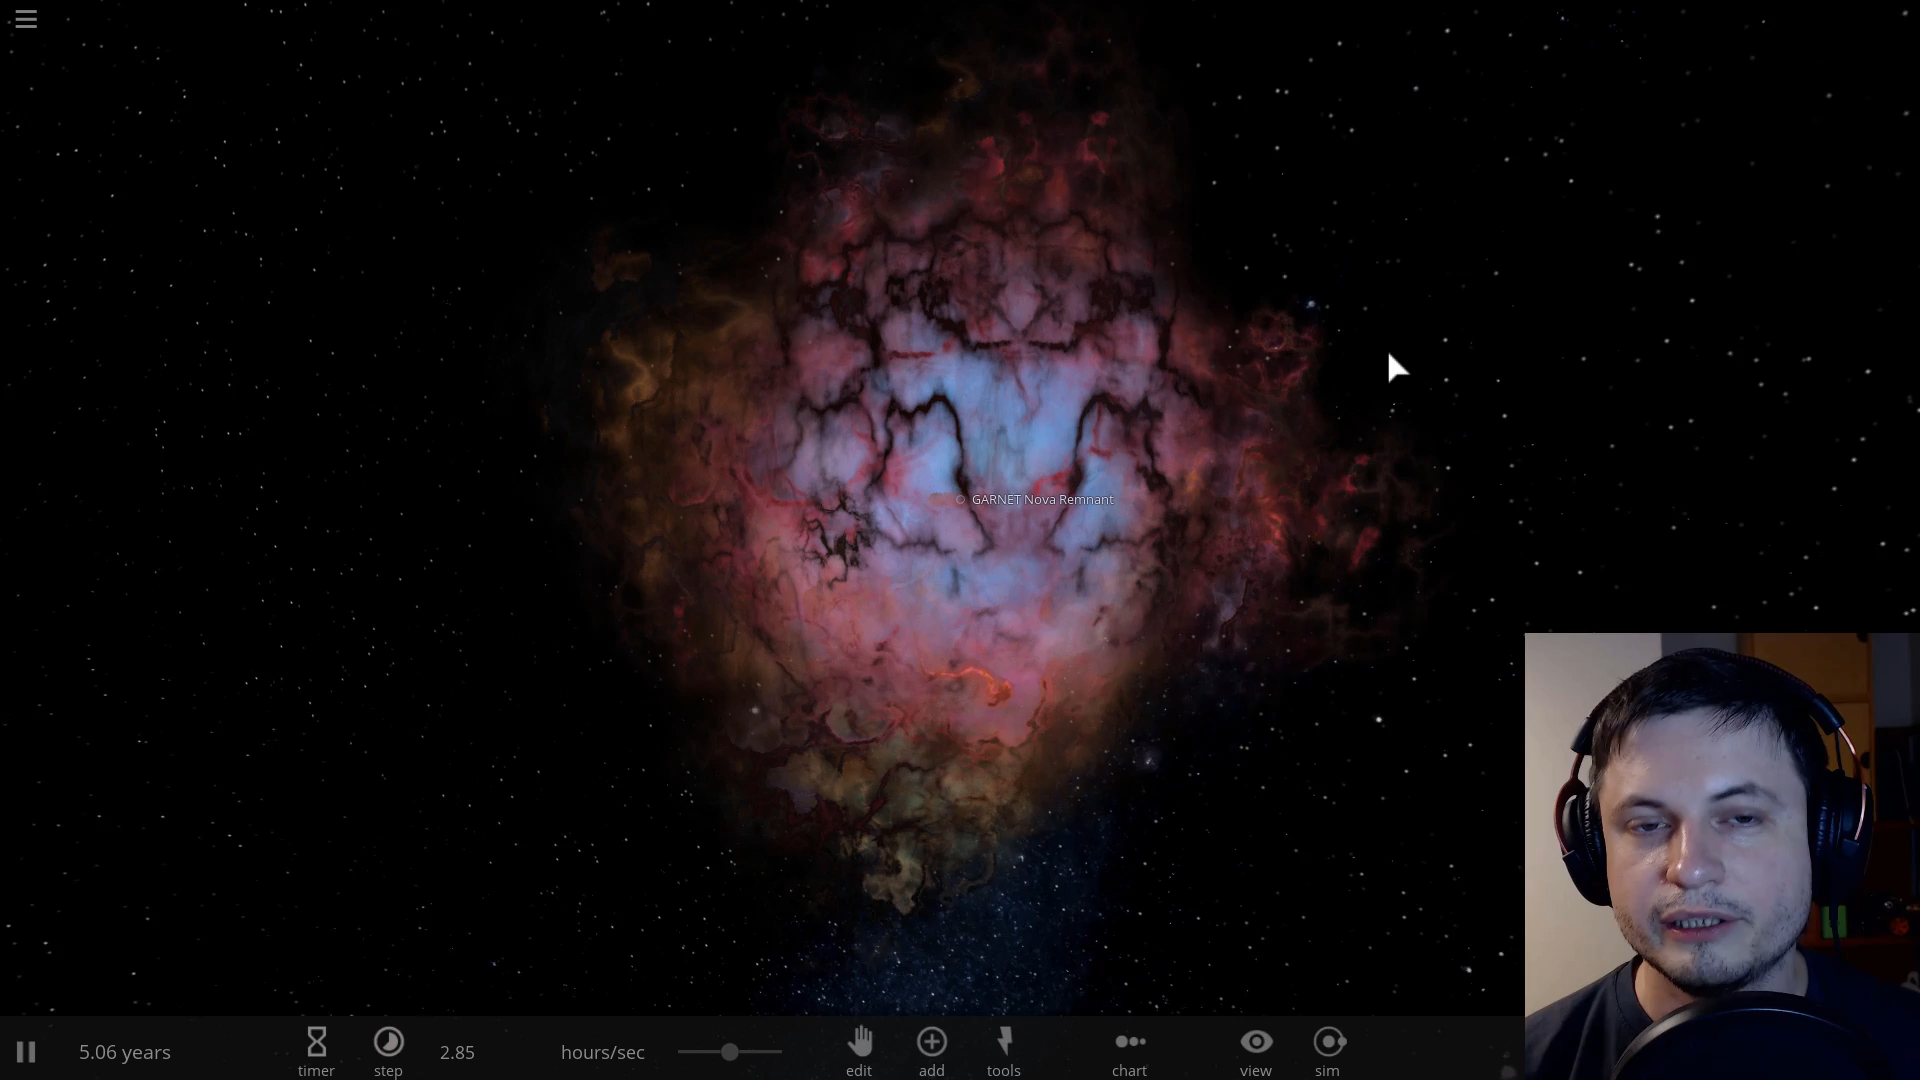 GARNET Nova Remnant
5.06 years
timer
step
2.85
hours/sec
edit
add
tools
chart
view
sim